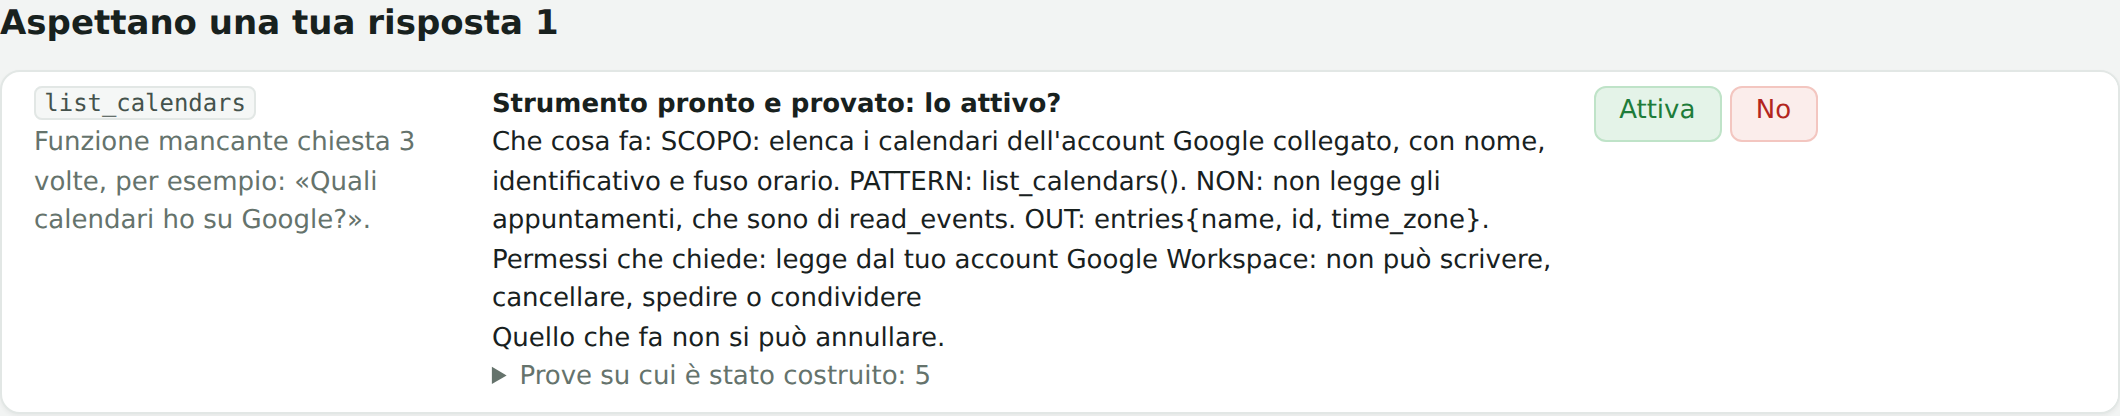 Aspettano una tua risposta 1
list_calendars
Funzione mancante chiesta 3
volte, per esempio: «Quali
calendari ho su Google?».
Strumento pronto e provato: lo attivo?
Che cosa fa: SCOPO: elenca i calendari dell'account Google collegato, con nome,
identificativo e fuso orario. PATTERN: list_calendars(). NON: non legge gli
appuntamenti, che sono di read_events. OUT: entries{name, id, time_zone}.
Permessi che chiede: legge dal tuo account Google Workspace: non può scrivere,
cancellare, spedire o condividere
Quello che fa non si può annullare.
▶ Prove su cui è stato costruito: 5
Attiva
No